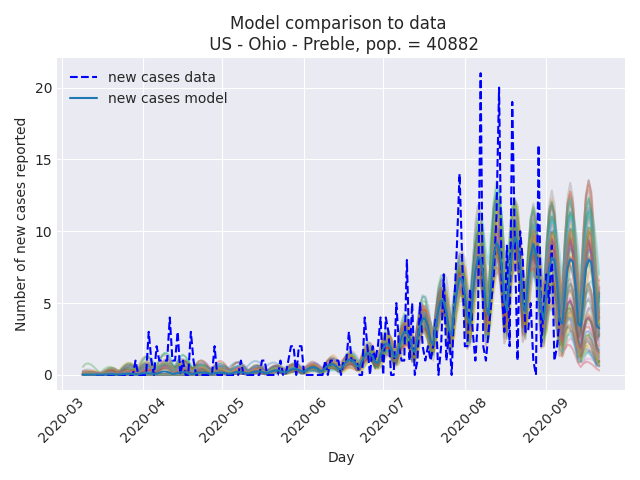 Model comparison to data
US - Ohio - Preble, pop. = 40882
new cases data
new cases model
Number of new cases reported
20
15
10
5
0
2020-03
2020-04
2020-05
2020-06
2020-07
2020-08
2020-09
Day